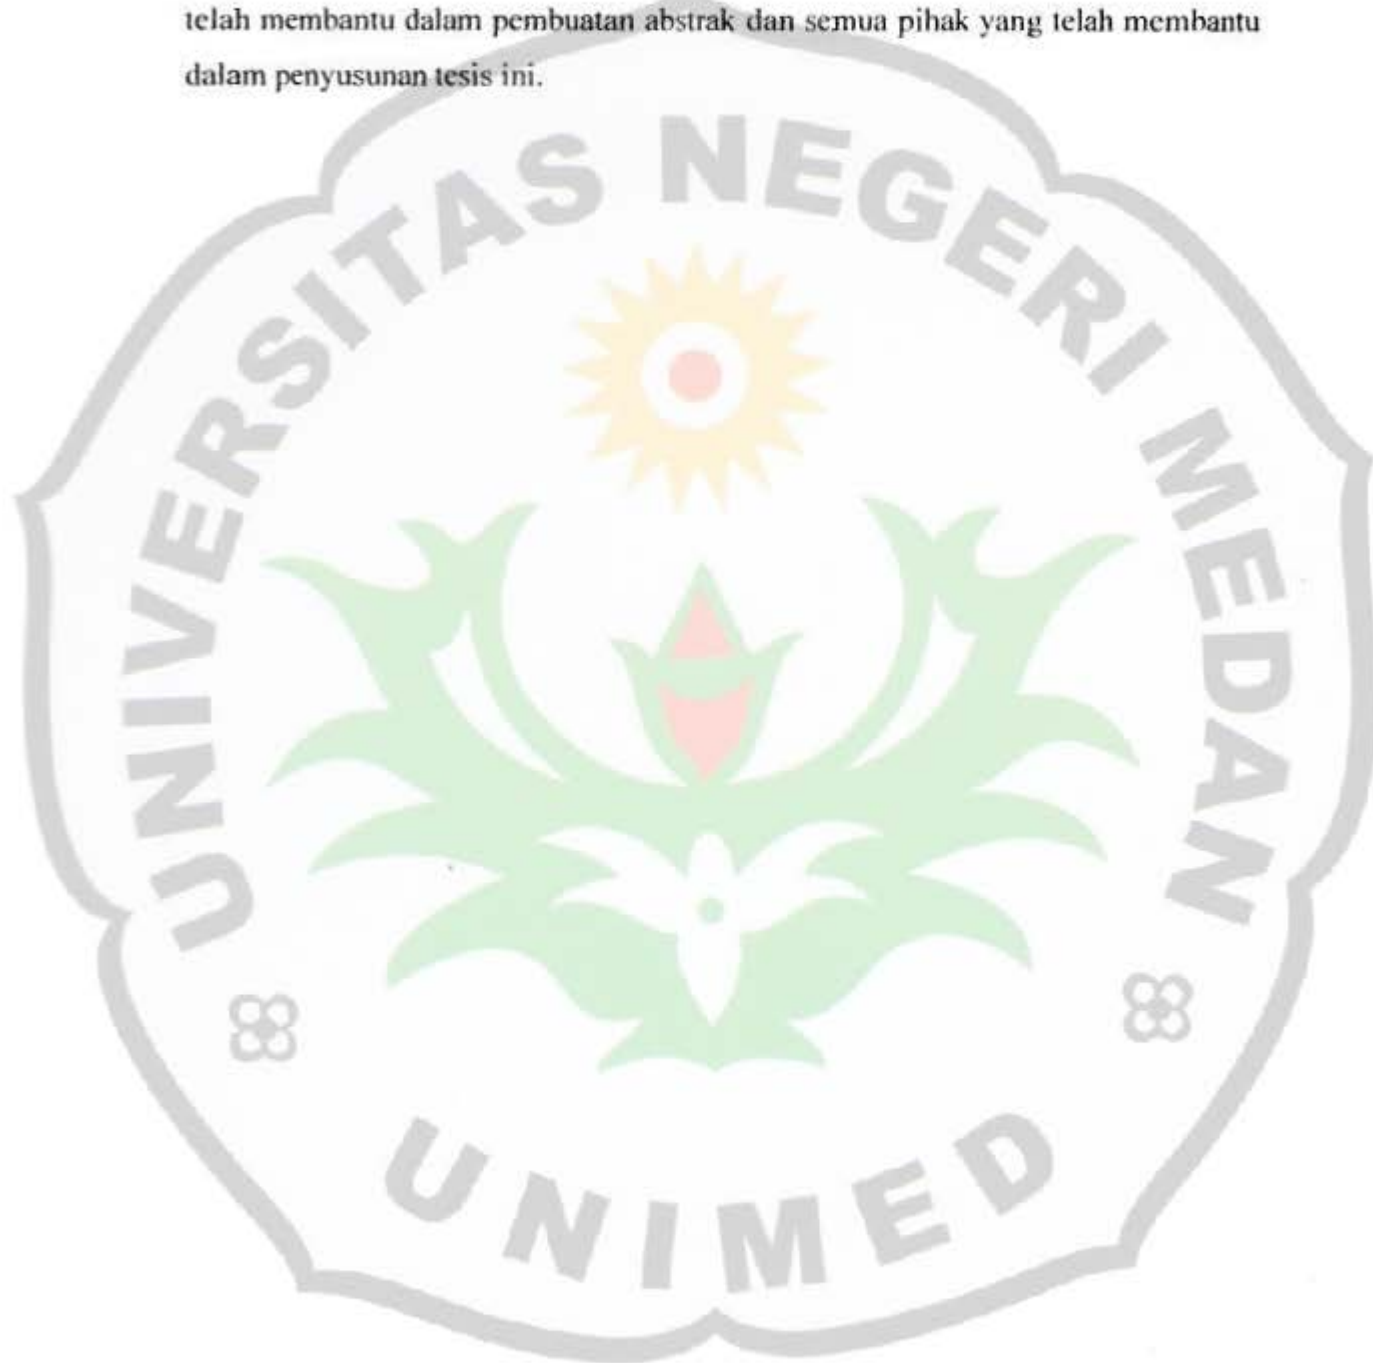 telah membantu dalam pembuatan abstrak dan semua pihak yang telah membantu
dalam penyusunan tesis ini.
UNIVERSITAS NEGERI MEDAN
UNIMED